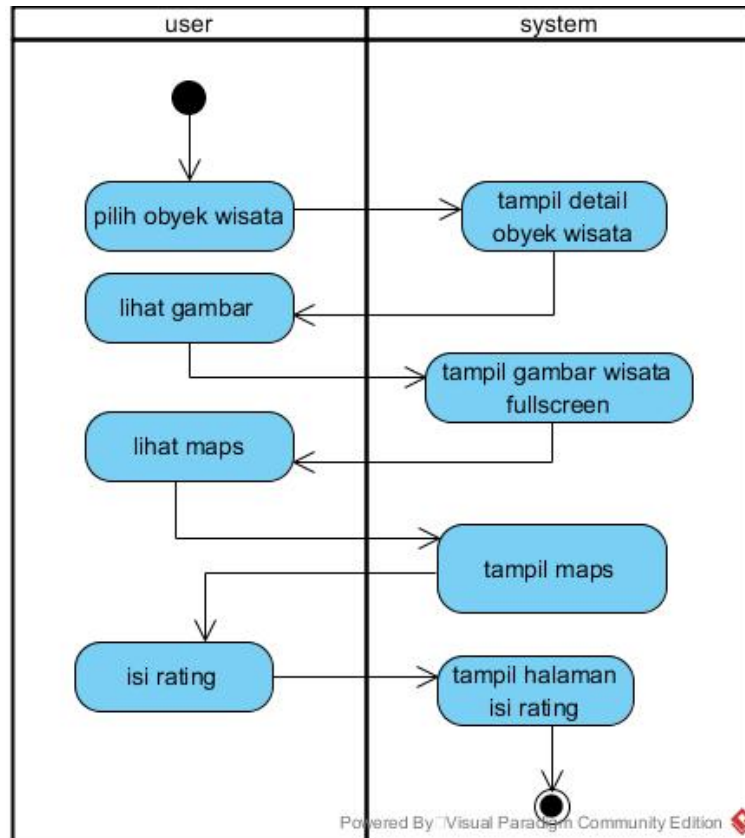 user
system
pilih obyek wisata
tampil detail
obyek wisata
lihat gambar
tampil gambar wisata
fullscreen
lihat maps
tampil maps
isi rating
tampil halaman
isi rating
Powered By Visual Paradigm Community Edition